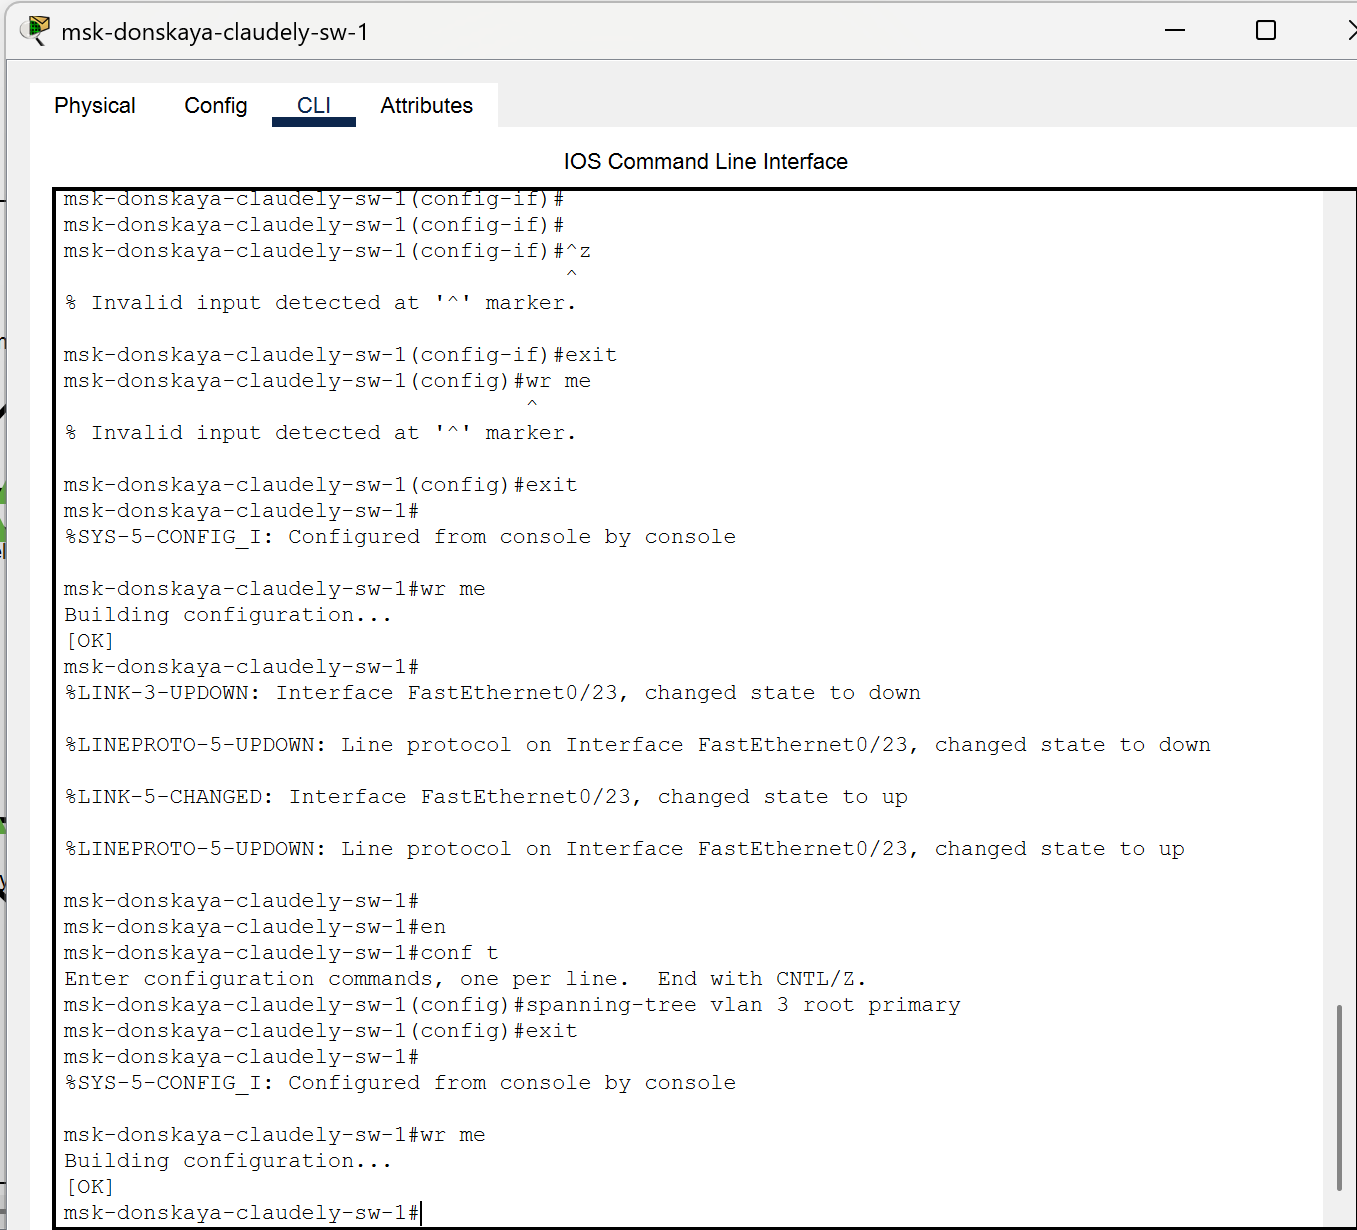 msk-donskaya-claudely-sw-1
Physical Config CLI Attributes
IOS Command Line Interface
msk-donskaya-claudely-sw-1(config-if)#
msk-donskaya-claudely-sw-1(config-if)#
msk-donskaya-claudely-sw-1(config-if)#^z
^
% Invalid input detected at '^' marker.
msk-donskaya-claudely-sw-1(config-if)#exit
msk-donskaya-claudely-sw-1(config)#wr me
^
% Invalid input detected at '^' marker.
msk-donskaya-claudely-sw-1(config)#exit
msk-donskaya-claudely-sw-1#
%SYS-5-CONFIG_I: Configured from console by console
msk-donskaya-claudely-sw-1#wr me
Building configuration...
[OK]
msk-donskaya-claudely-sw-1#
%LINK-3-UPDOWN: Interface FastEthernet0/23, changed state to down
%LINEPROTO-5-UPDOWN: Line protocol on Interface FastEthernet0/23, changed state to down
%LINK-5-CHANGED: Interface FastEthernet0/23, changed state to up
%LINEPROTO-5-UPDOWN: Line protocol on Interface FastEthernet0/23, changed state to up
msk-donskaya-claudely-sw-1#
msk-donskaya-claudely-sw-1#en
msk-donskaya-claudely-sw-1#conf t
Enter configuration commands, one per line.  End with CNTL/Z.
msk-donskaya-claudely-sw-1(config)#spanning-tree vlan 3 root primary
msk-donskaya-claudely-sw-1(config)#exit
msk-donskaya-claudely-sw-1#
%SYS-5-CONFIG_I: Configured from console by console
msk-donskaya-claudely-sw-1#wr me
Building configuration...
[OK]
msk-donskaya-claudely-sw-1#